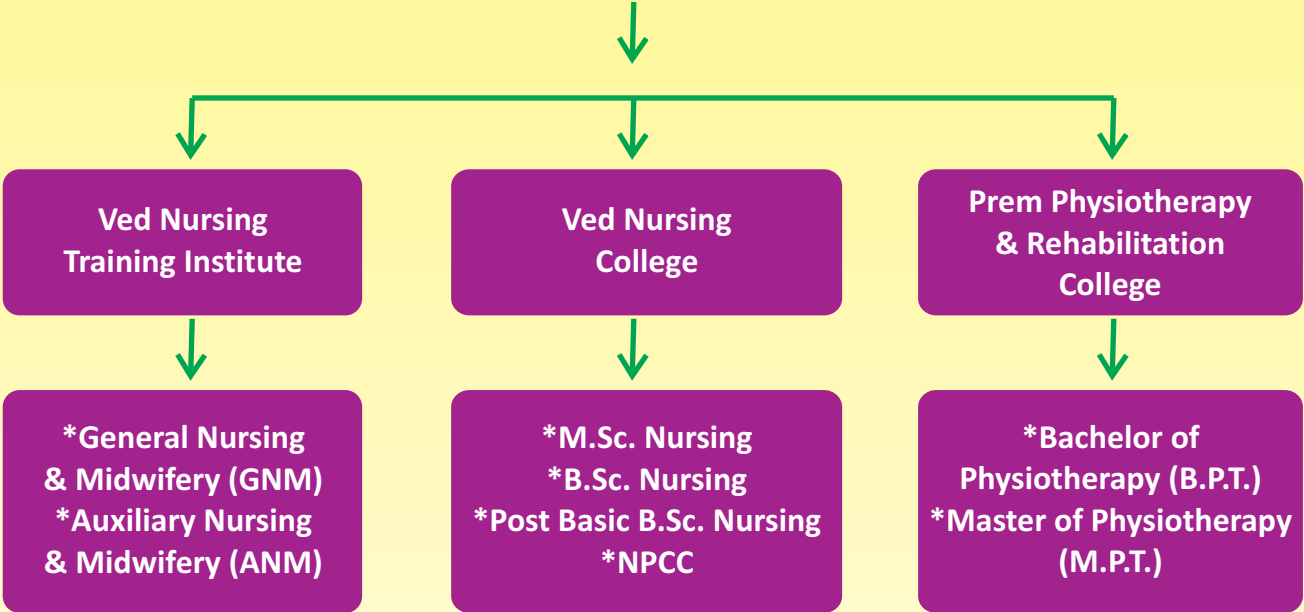 Ved Nursing
Training Institute
Ved Nursing
College
Prem Physiotherapy
& Rehabilitation
College
*General Nursing
& Midwifery (GNM)
*Auxiliary Nursing
& Midwifery (ANM)
*M.Sc. Nursing
*B.Sc. Nursing
*Post Basic B.Sc. Nursing
*NPCC
*Bachelor of
Physiotherapy (B.P.T.)
*Master of Physiotherapy
(M.P.T.)